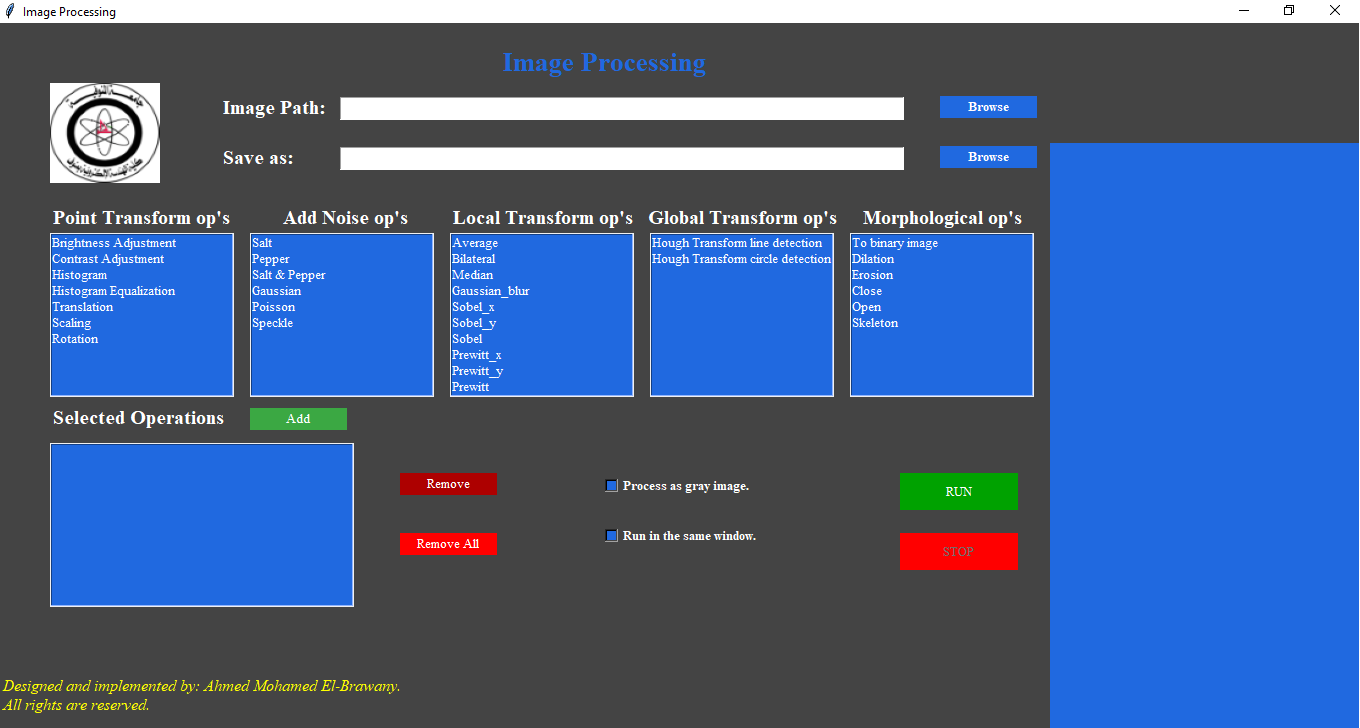 Image Processing
Image Processing
جامعة المنوفية
Image Path:
Browse
Save as:
Browse
Point Transform op's
Add Noise op's
Local Transform op's
Global Transform op's
Morphological op's
Brightness Adjustment
Contrast Adjustment
Histogram
Histogram Equalization
Translation
Scaling
Rotation
Salt
Pepper
Salt & Pepper
Gaussian
Poisson
Speckle
Average
Bilateral
Median
Gaussian_blur
Sobel_x
Sobel_y
Sobel
Prewitt_x
Prewitt_y
Prewitt
Hough Transform line detection
Hough Transform circle detection
To binary image
Dilation
Erosion
Close
Open
Skeleton
Selected Operations
Add
Remove
Remove All
Process as gray image.
Run in the same window.
RUN
STOP
Designed and implemented by: Ahmed Mohamed El-Brawany.
All rights are reserved.